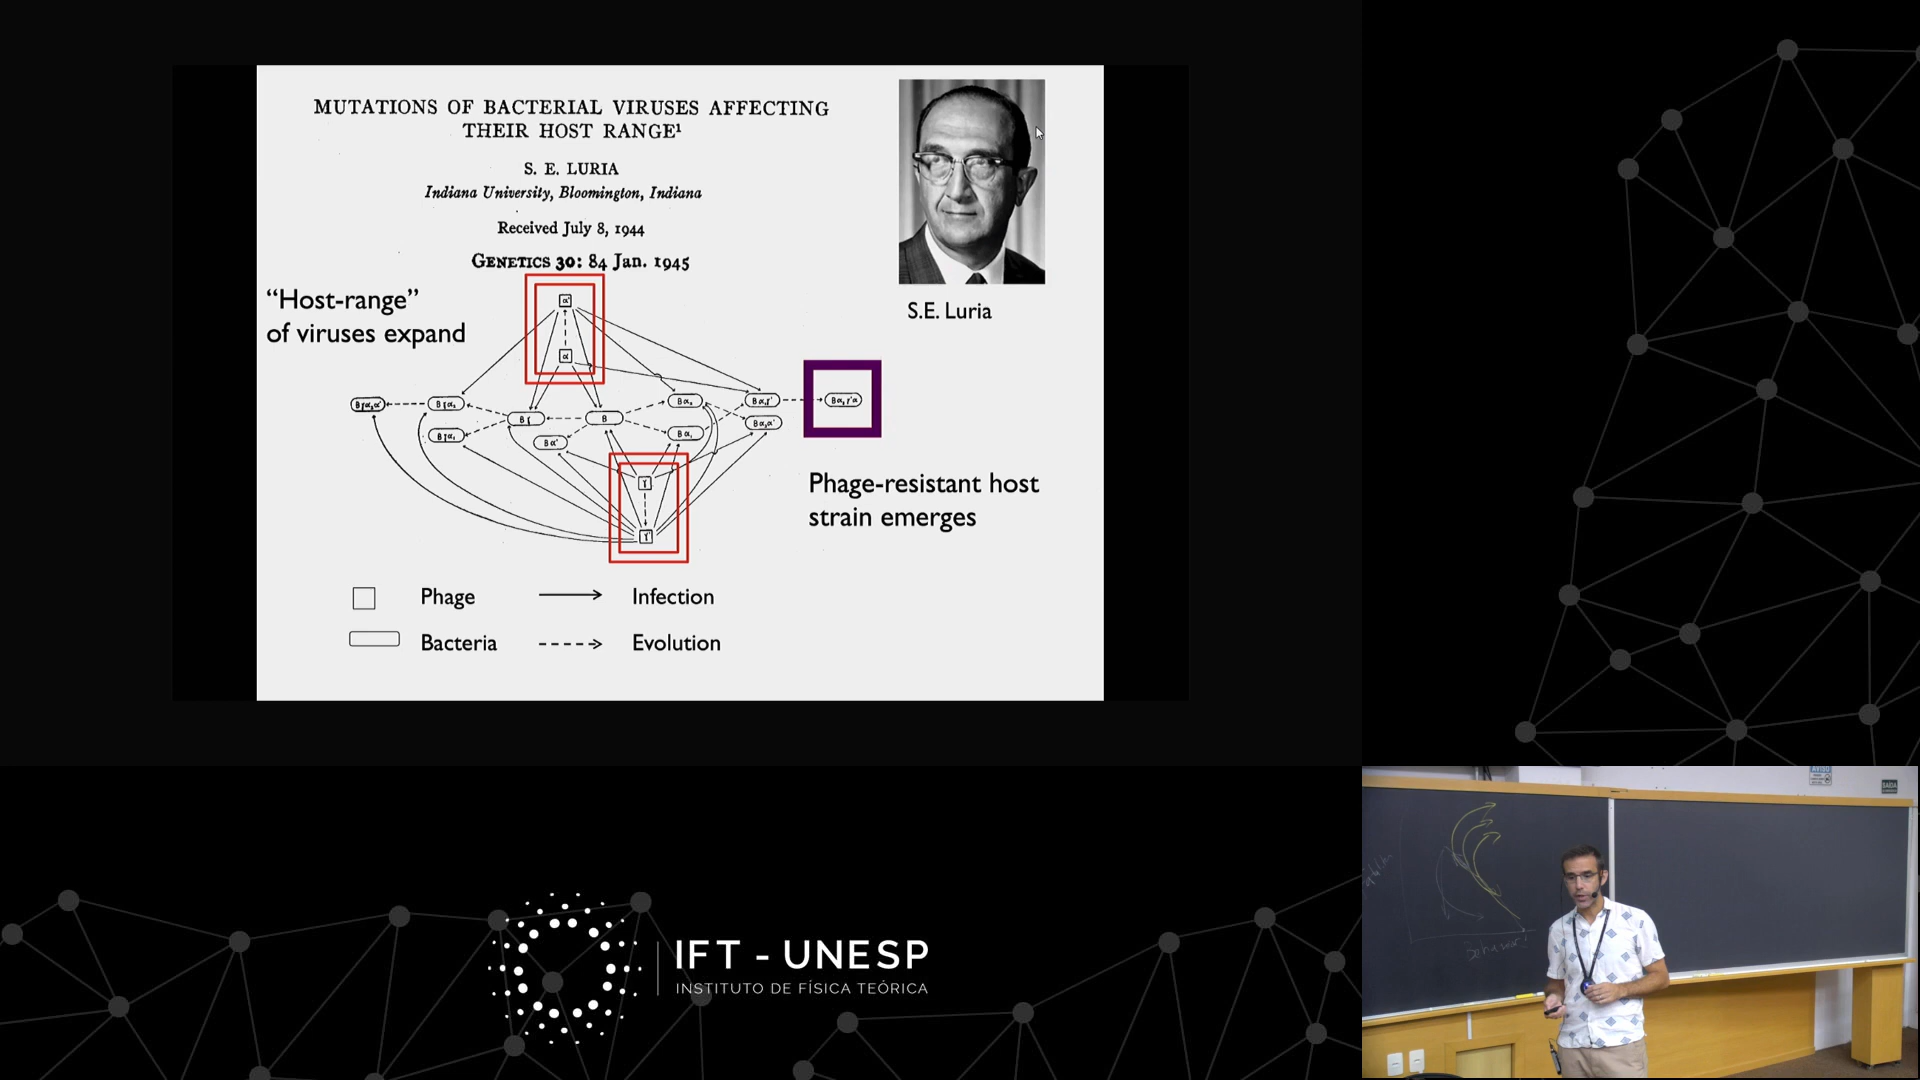 MUTATIONS OF BACTERIAL VIRUSES AFFECTING
THEIR HOST RANGE¹
S. E. LURIA
Indiana University, Bloomington, Indiana
Received July 8, 1944
GENETICS 30: 84 Jan. 1945
S.E. Luria
“Host-range”
of viruses expand
α'
α
B
γ
γ'
Phage-resistant host
strain emerges
Phage
Infection
Bacteria
Evolution
IFT - UNESP
INSTITUTO DE FÍSICA TEÓRICA
AVISO
SAÍDA